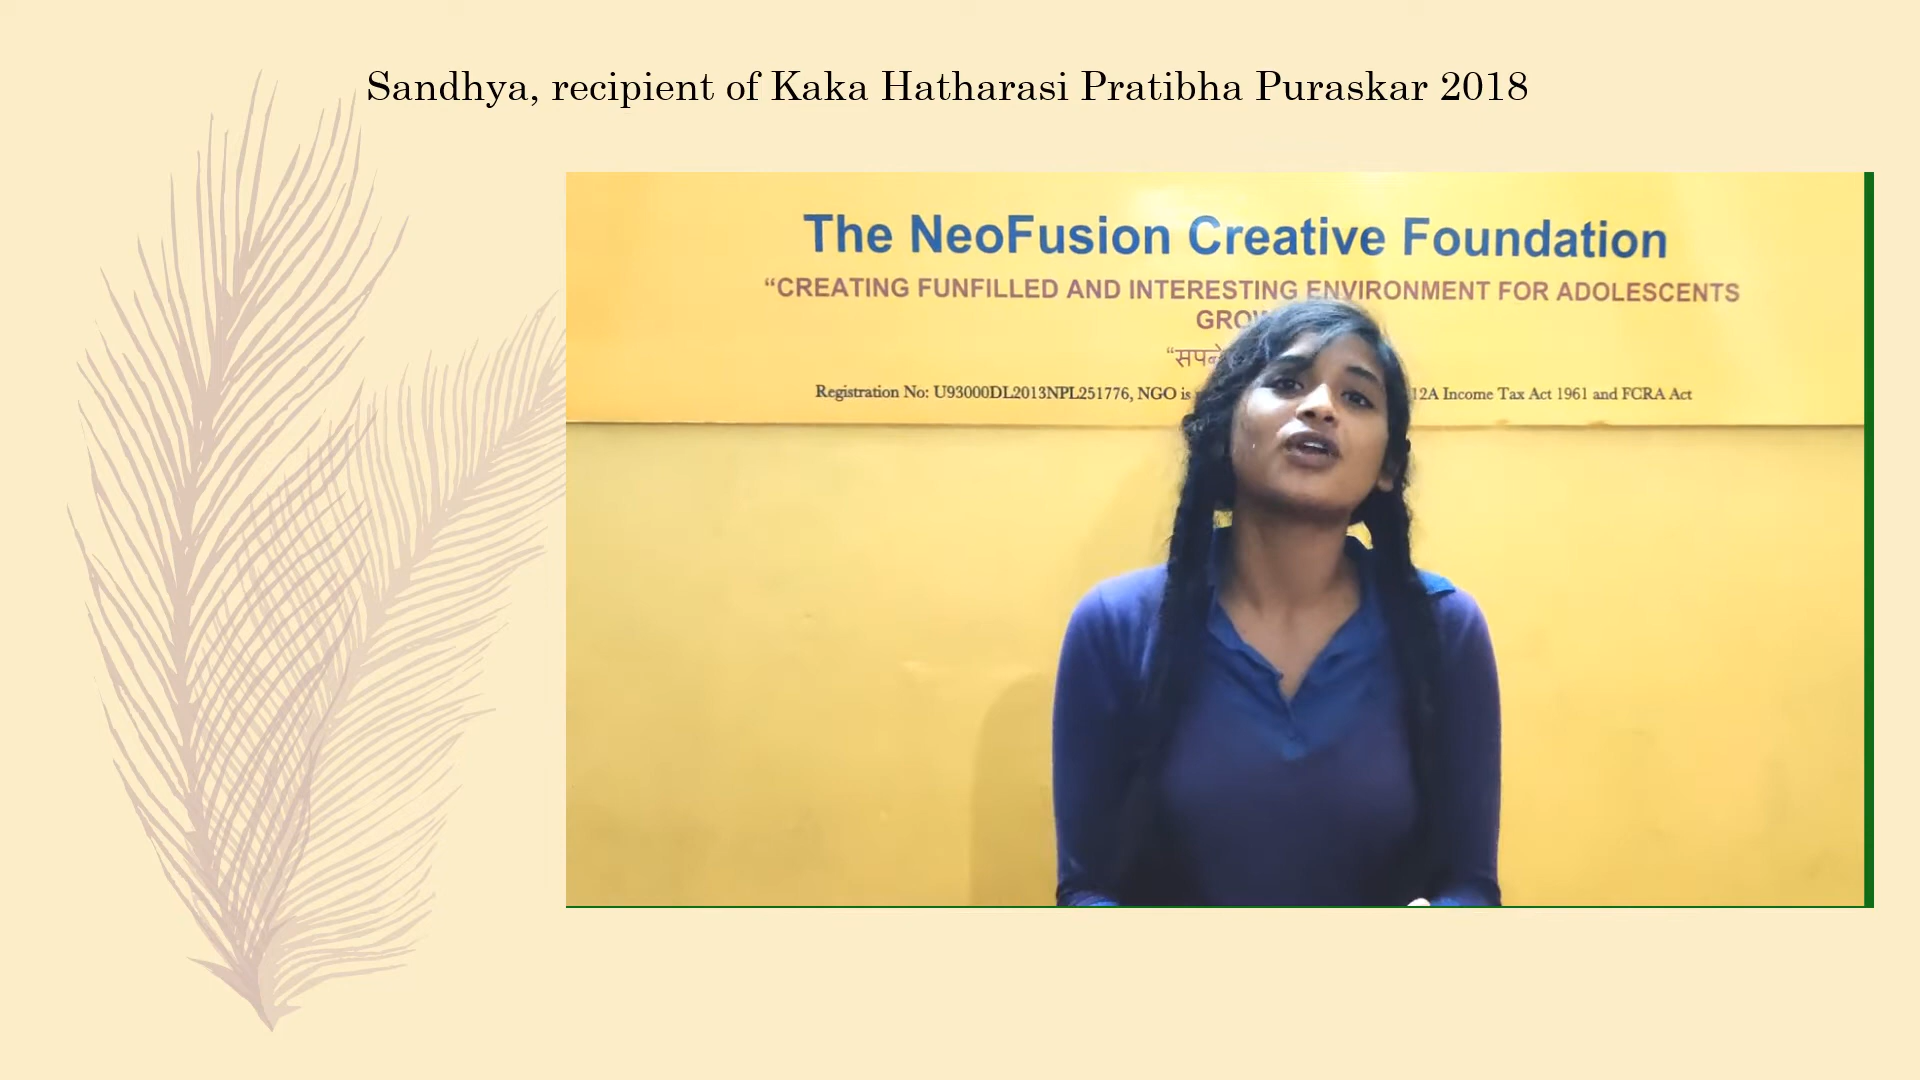 Sandhya, recipient of Kaka Hatharasi Pratibha Puraskar 2018
The NeoFusion Creative Foundation
“CREATING FUNFILLED AND INTERESTING ENVIRONMENT FOR ADOLESCENTS
Registration No: U93000DL2013NPL251776, NGO is 12A Income Tax Act 1961 and FCRA Act